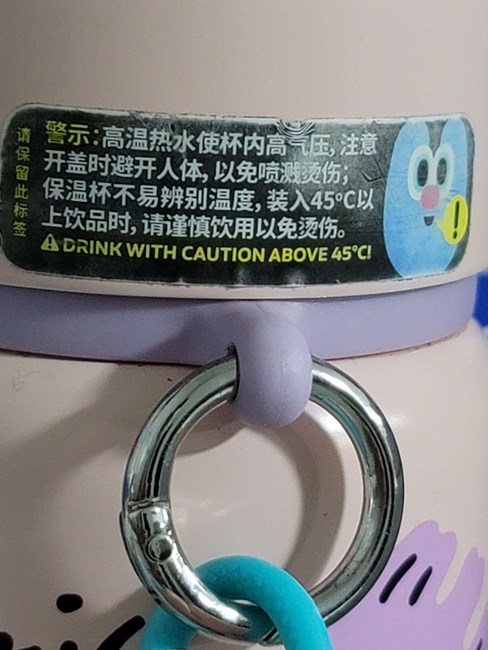 请保留此标签
警示:高温热水使杯内高气压, 注意
开盖时避开人体, 以免喷溅烫伤;
保温杯不易辨别温度, 装入45℃以
上饮品时, 请谨慎饮用以免烫伤。
DRINK WITH CAUTION ABOVE 45℃!